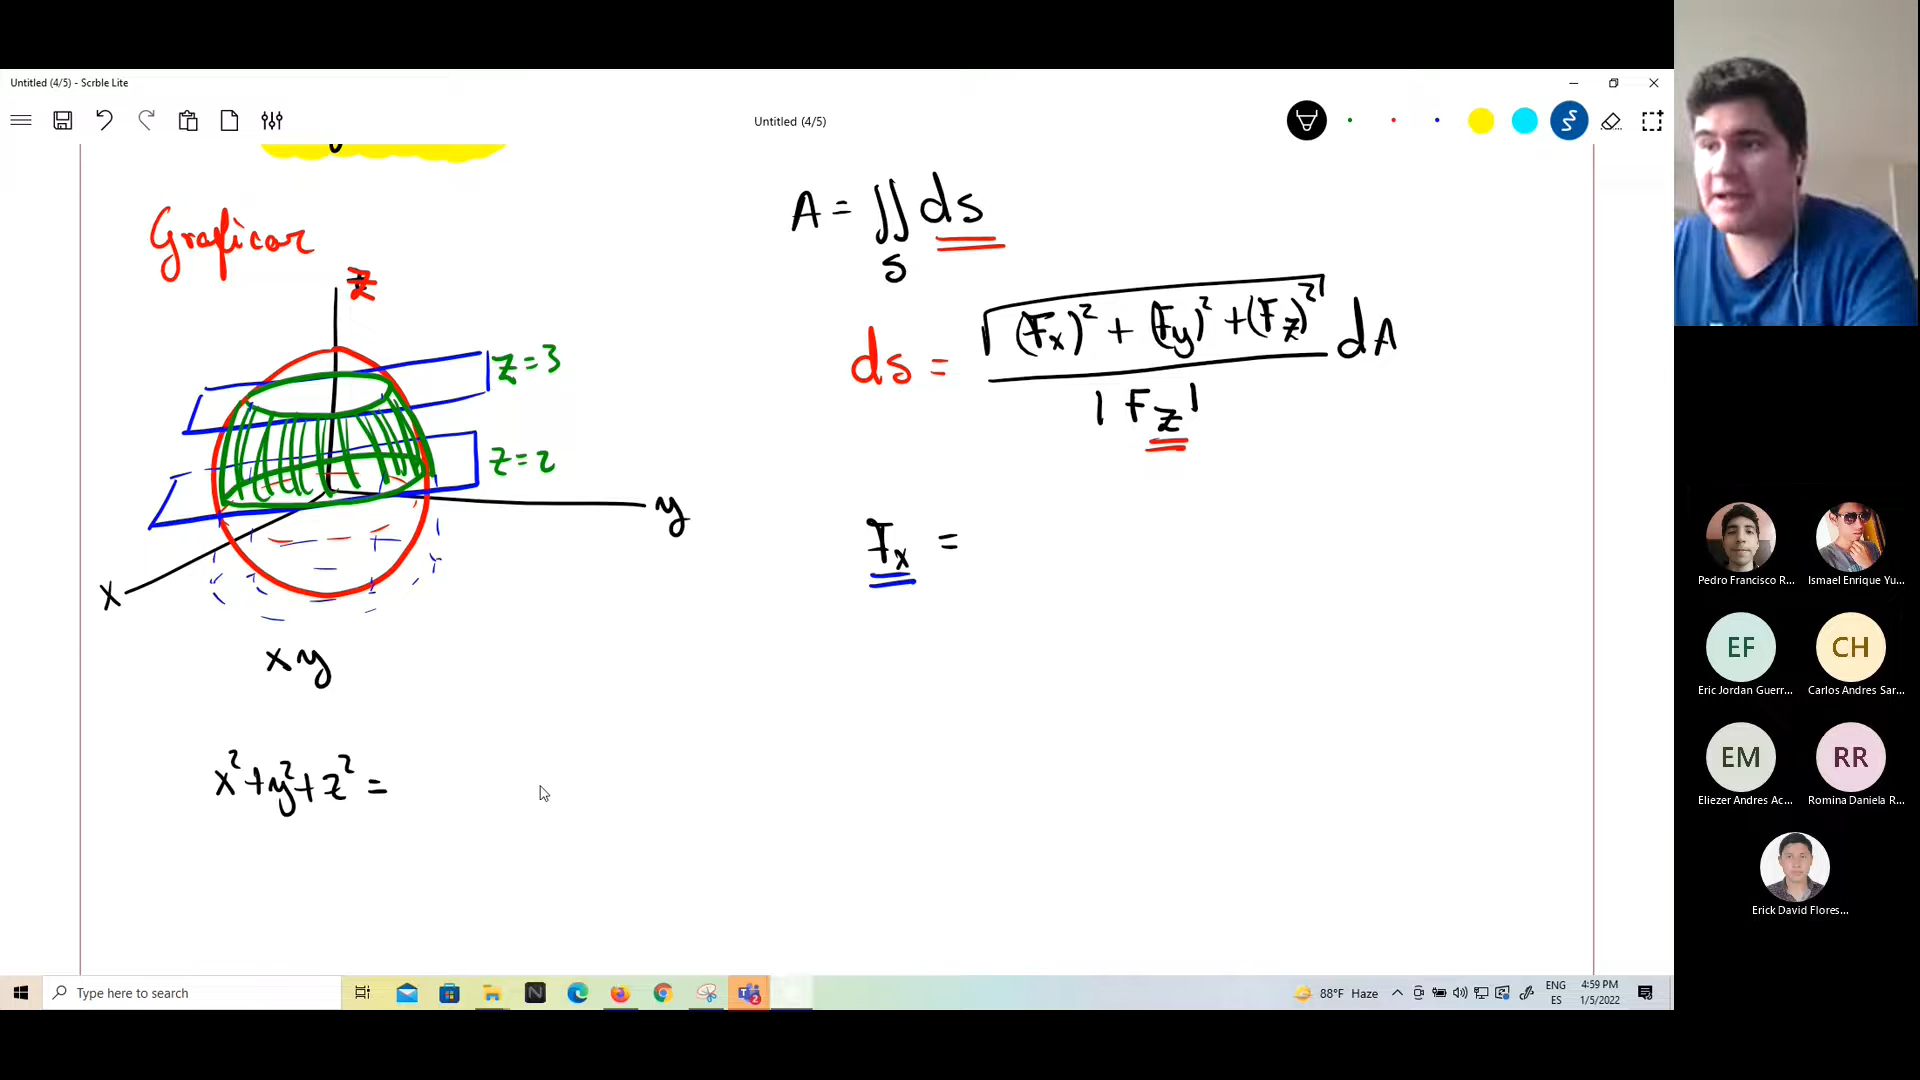 Untitled (4/5) - Scrble Lite
Untitled (4/5)
Graficar
z
z=3
z=2
y
x
xy
x²+y²+z² =
A = ∬ ds
S
ds = √((Fx)² + (Fy)² + (Fz)²) dA
|Fz|
Fx =
Pedro Francisco R...
Ismael Enrique Yu...
EF
CH
Eric Jordan Guerr...
Carlos Andres Sar...
EM
RR
Eliezer Andres Ac...
Romina Daniela R...
Erick David Flores...
Type here to search
N
2
88°F Haze
ENG
ES
4:59 PM
1/5/2022